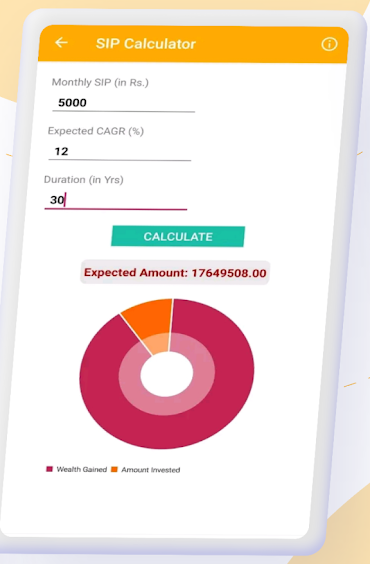 SIP Calculator
Monthly SIP (in Rs.)
5000
Expected CAGR (%)
12
Duration (in Yrs)
30
CALCULATE
Expected Amount: 17649508.00
Wealth Gained Amount Invested